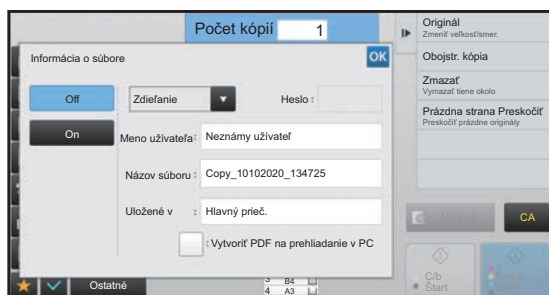 Počet kópií 1
Informácia o súbore
OK
Off
Zdieľanie
Heslo :
On
Meno užívateľa :
Neznámy užívateľ
Názov súboru :
Copy_10102020_134725
Uložené v :
Hlavný prieč.
: Vytvoriť PDF na prehliadanie v PC
Ostatné
3 B4
4 A3
Originál
Zmeniť veľkosť/smer.
Obojstr. kópia
Zmazať
Vymazať tiene okolo
Prázdna strana Preskočiť
Preskočiť prázdne originály
CA
C/b
Štart